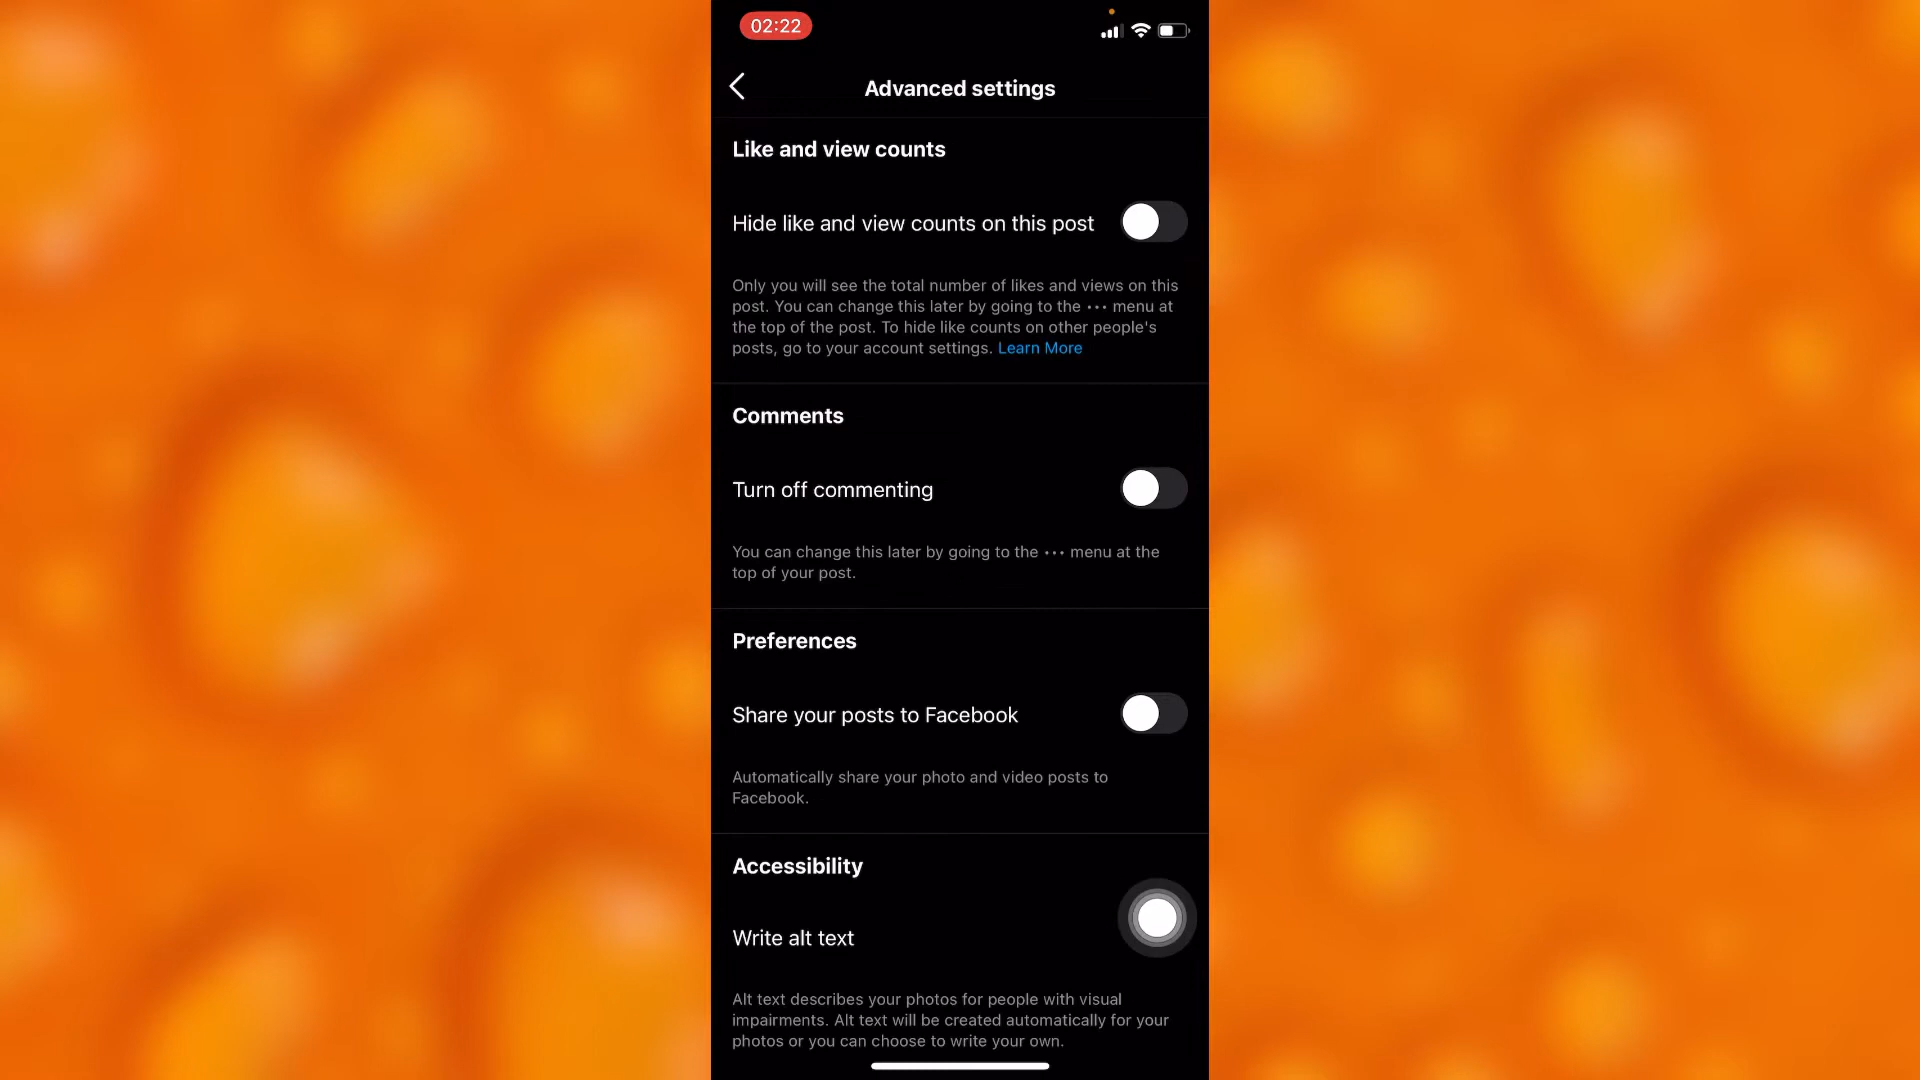 02:22
Advanced settings
Like and view counts
Hide like and view counts on this post
Only you will see the total number of likes and views on this
post. You can change this later by going to the ••• menu at
the top of the post. To hide like counts on other people's
posts, go to your account settings. Learn More
Comments
Turn off commenting
You can change this later by going to the ••• menu at the
top of your post.
Preferences
Share your posts to Facebook
Automatically share your photo and video posts to
Facebook.
Accessibility
Write alt text
Alt text describes your photos for people with visual
impairments. Alt text will be created automatically for your
photos or you can choose to write your own.